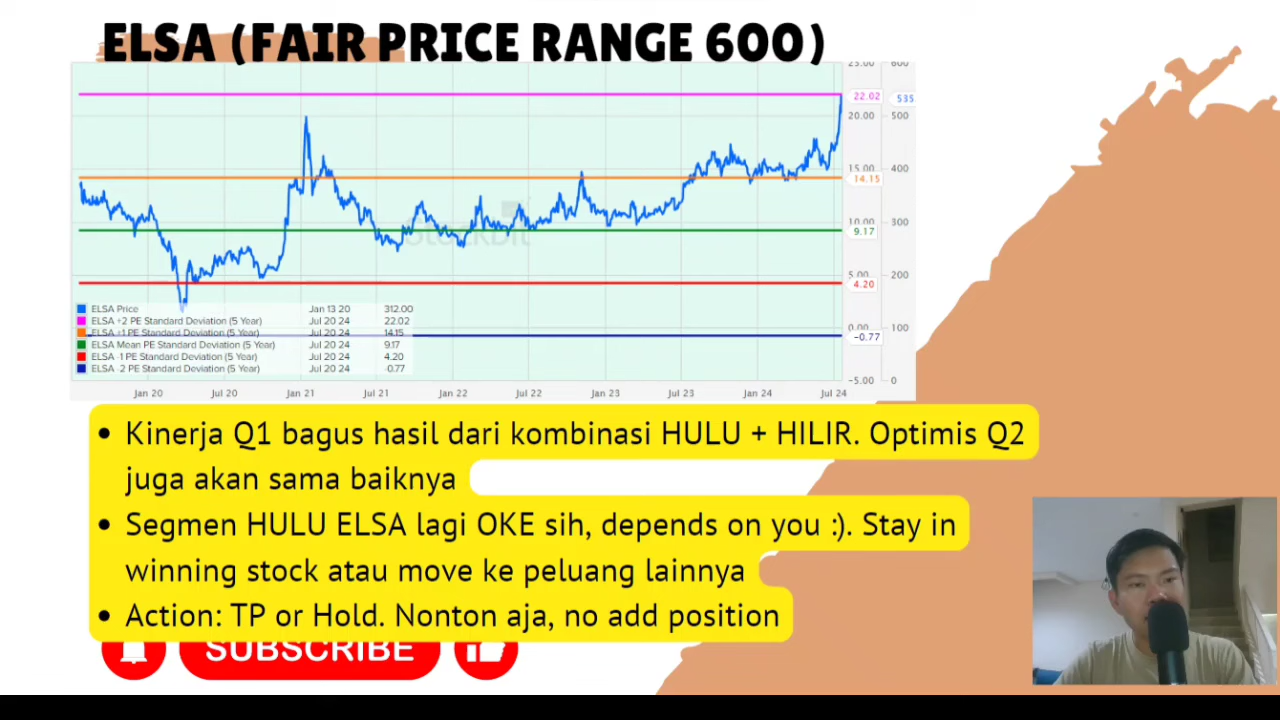 ELSA (FAIR PRICE RANGE 600)
25.00 600
22.02 535
20.00 500
15.00 400
14.15
10.00 300
9.17
5.00 200
4.20
0.00 100
-0.77
-5.00 0
Stockbit
ELSA Price Jan 13 20 312.00
ELSA +2 PE Standard Deviation (5 Year) Jul 20 24 22.02
ELSA +1 PE Standard Deviation (5 Year) Jul 20 24 14.15
ELSA Mean PE Standard Deviation (5 Year) Jul 20 24 9.17
ELSA -1 PE Standard Deviation (5 Year) Jul 20 24 4.20
ELSA -2 PE Standard Deviation (5 Year) Jul 20 24 -0.77
Jan 20 Jul 20 Jan 21 Jul 21 Jan 22 Jul 22 Jan 23 Jul 23 Jan 24 Jul 24
• Kinerja Q1 bagus hasil dari kombinasi HULU + HILIR. Optimis Q2
juga akan sama baiknya
• Segmen HULU ELSA lagi OKE sih, depends on you :). Stay in
winning stock atau move ke peluang lainnya
• Action: TP or Hold. Nonton aja, no add position
SUBSCRIBE